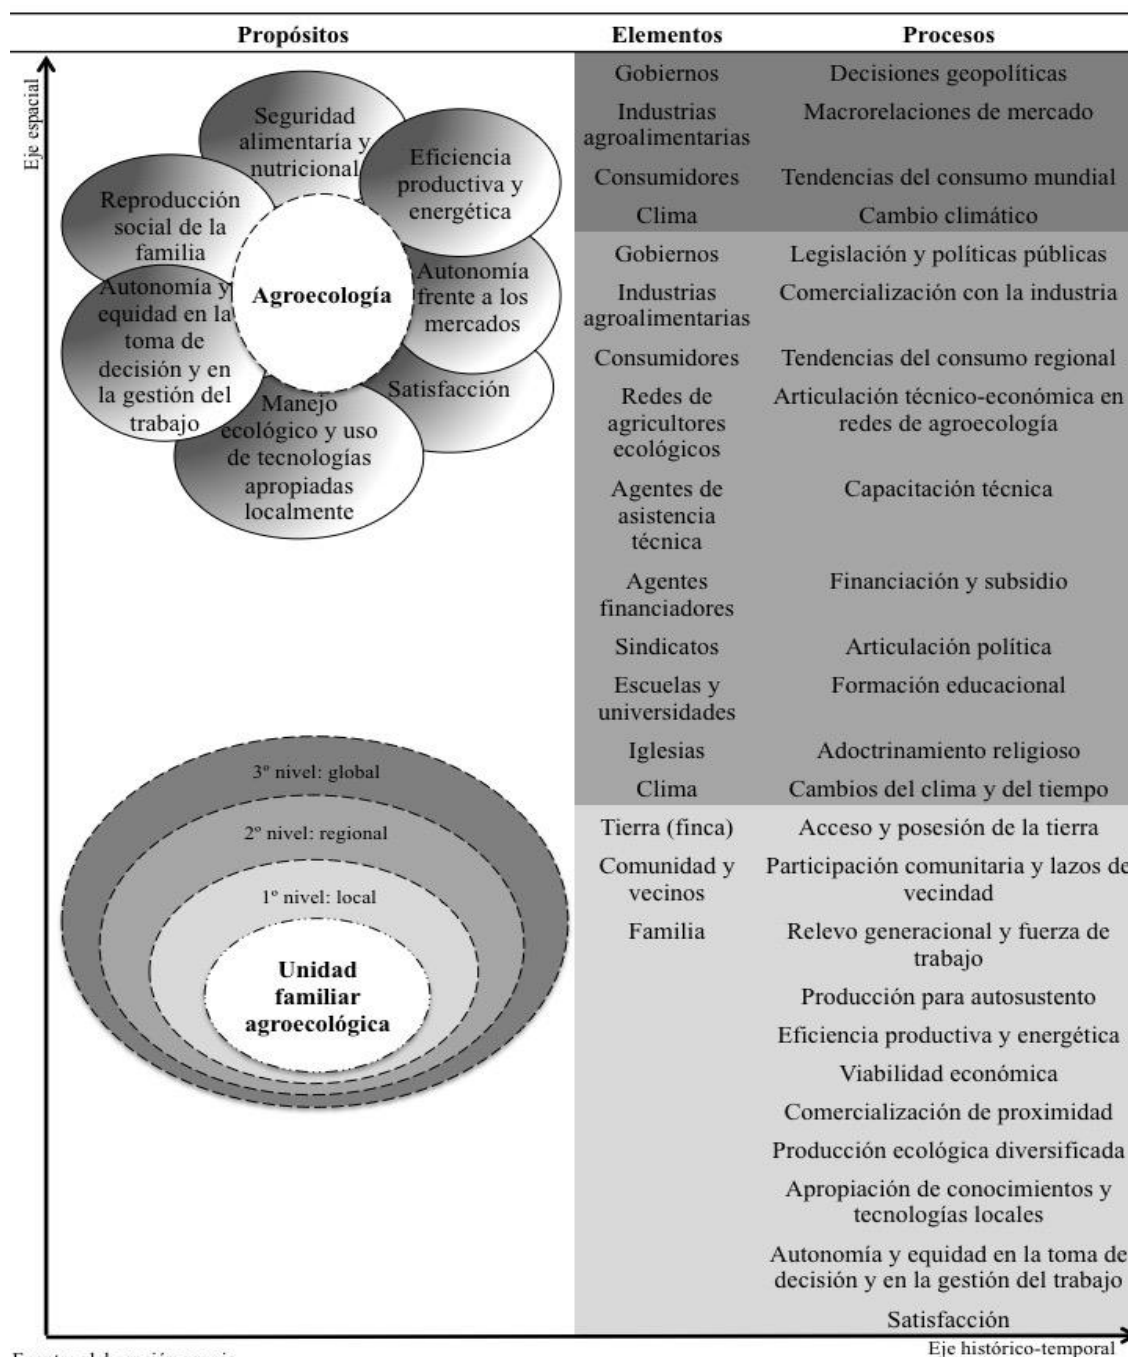 Propósitos
Elementos
Procesos
Eje espacial
Seguridad
alimentaría y
nutricional
Eficiencia
productiva y
energética
Reproducción
social de la
familia
Agroecología
Autonomía
frente a los
mercados
Autonomía y
equidad en la
toma de
decisión y en
la gestión del
trabajo
Satisfacción
Manejo
ecológico y uso
de tecnologías
apropiadas
localmente
3º nivel: global
2º nivel: regional
1º nivel: local
Unidad
familiar
agroecológica
Gobiernos
Decisiones geopolíticas
Industrias
agroalimentarias
Macrorelaciones de mercado
Consumidores
Tendencias del consumo mundial
Clima
Cambio climático
Gobiernos
Legislación y políticas públicas
Industrias
agroalimentarias
Comercialización con la industria
Consumidores
Tendencias del consumo regional
Redes de
agricultores
ecológicos
Articulación técnico-económica en
redes de agroecología
Agentes de
asistencia
técnica
Capacitación técnica
Agentes
financiadores
Financiación y subsidio
Sindicatos
Articulación política
Escuelas y
universidades
Formación educacional
Iglesias
Adoctrinamiento religioso
Clima
Cambios del clima y del tiempo
Tierra (finca)
Acceso y posesión de la tierra
Comunidad y
vecinos
Participación comunitaria y lazos de
vecindad
Familia
Relevo generacional y fuerza de
trabajo
Producción para autosustento
Eficiencia productiva y energética
Viabilidad económica
Comercialización de proximidad
Producción ecológica diversificada
Apropiación de conocimientos y
tecnologías locales
Autonomía y equidad en la toma de
decisión y en la gestión del trabajo
Satisfacción
Eje histórico-temporal